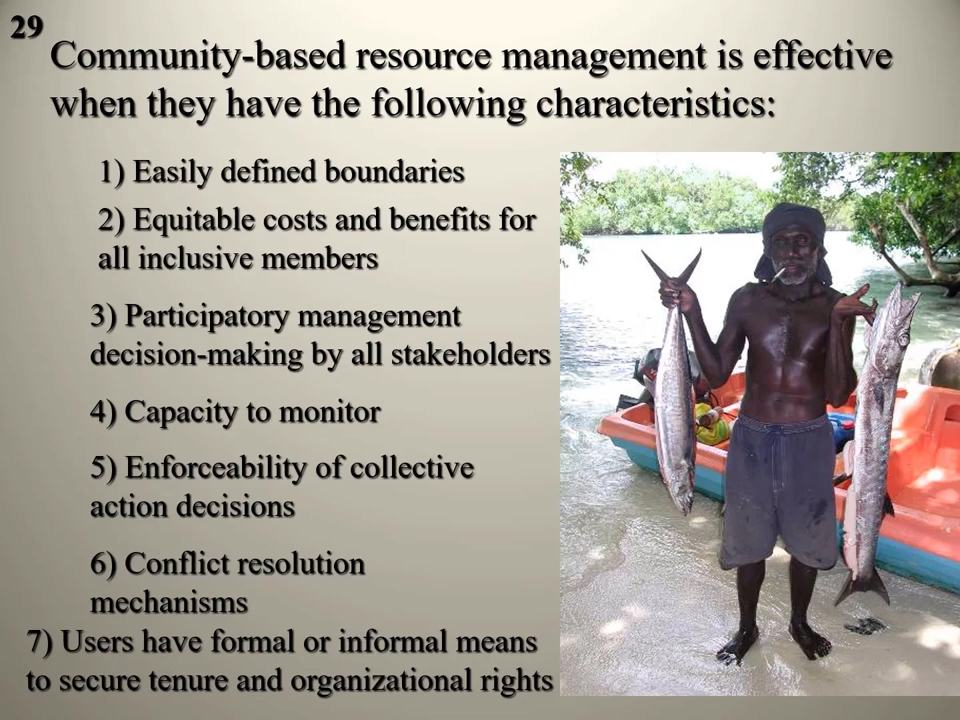 29
Community-based resource management is effective
when they have the following characteristics:
1) Easily defined boundaries
2) Equitable costs and benefits for
all inclusive members
3) Participatory management
decision-making by all stakeholders
4) Capacity to monitor
5) Enforceability of collective
action decisions
6) Conflict resolution
mechanisms
7) Users have formal or informal means
to secure tenure and organizational rights